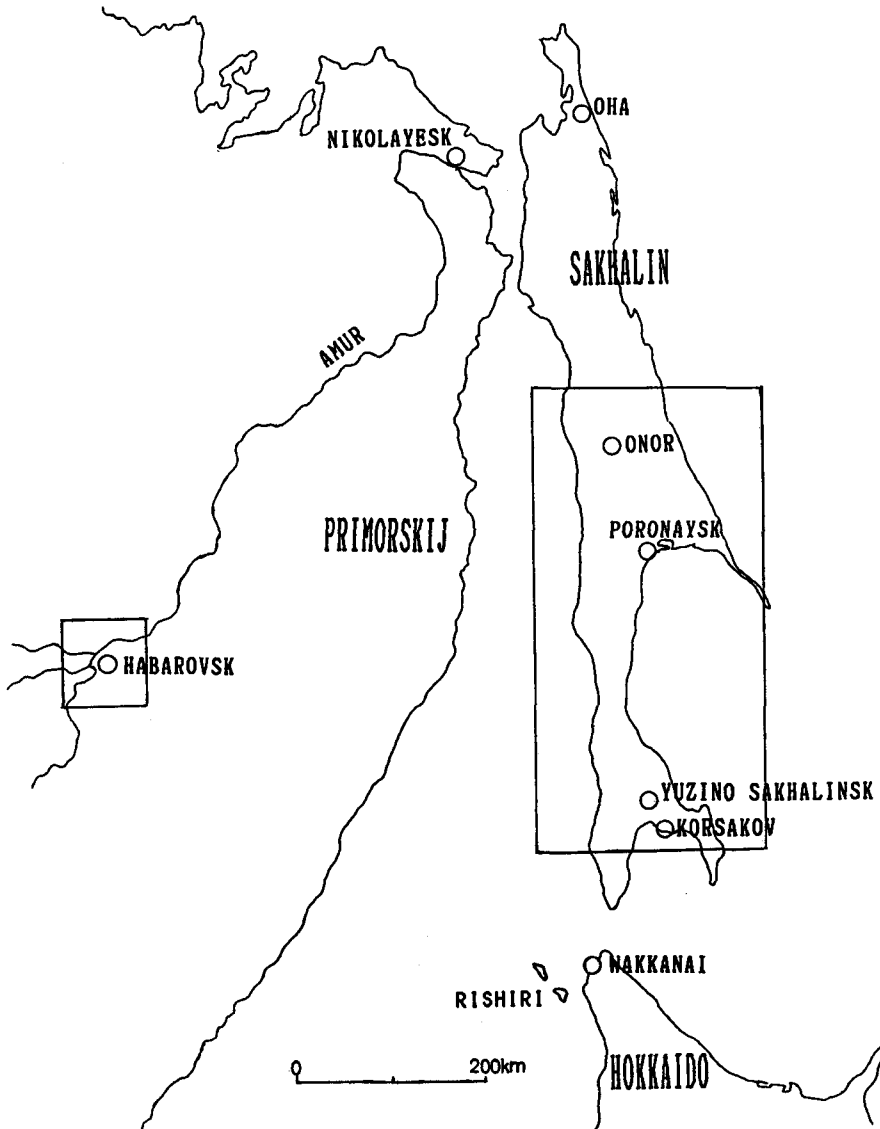 OHA
NIKOLAYESK
SAKHALIN
AMUR
ONOR
PRIMORSKIJ
PORONAYSK
HABAROVSK
YUZINO SAKHALINSK
KORSAKOV
WAKKANAI
RISHIRI
0 200km
HOKKAIDO